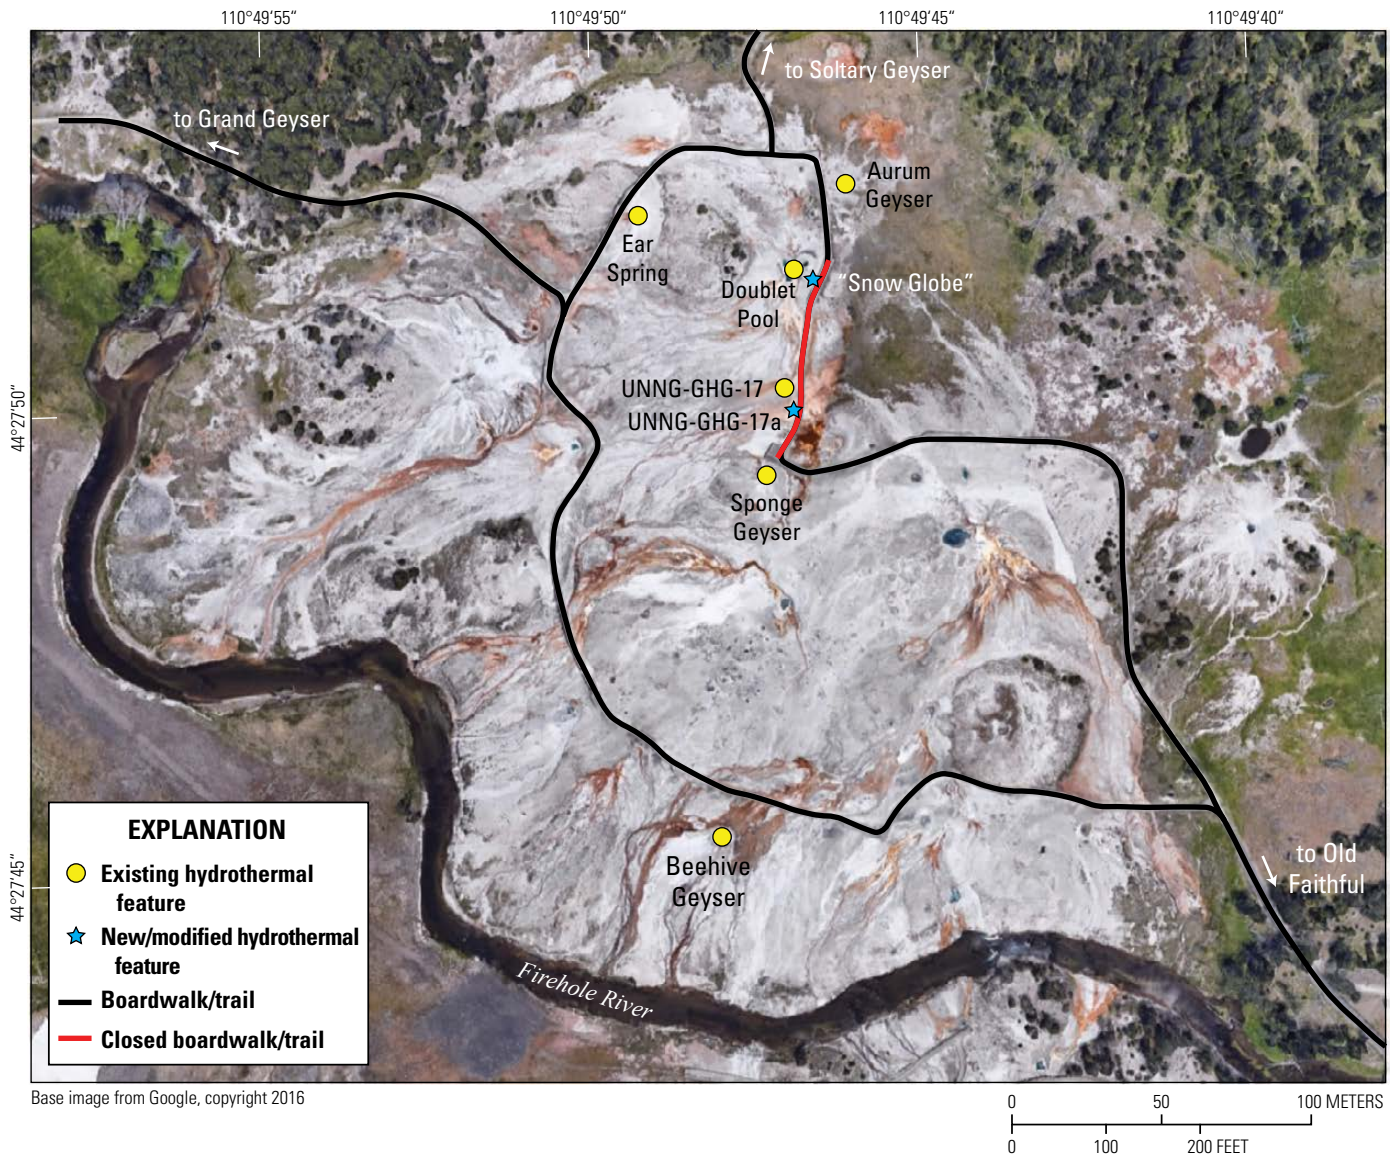 110°49'55"
110°49'50"
110°49'45"
110°49'40"
to Soltary Geyser
to Grand Geyser
Aurum
Geyser
Ear
Spring
Doublet
Pool
“Snow Globe”
UNNG-GHG-17
UNNG-GHG-17a
44°27'50"
Sponge
Geyser
Beehive
Geyser
to Old
Faithful
44°27'45"
Firehole River
EXPLANATION
Existing hydrothermal
feature
New/modified hydrothermal
feature
Boardwalk/trail
Closed boardwalk/trail
Base image from Google, copyright 2016
0 50 100 METERS
0 100 200 FEET